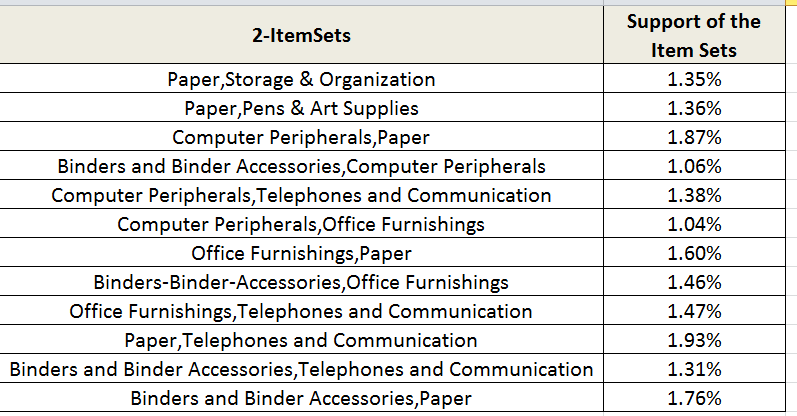 2-ItemSets Support of the Item Sets
Paper,Storage & Organization 1.35%
Paper,Pens & Art Supplies 1.36%
Computer Peripherals,Paper 1.87%
Binders and Binder Accessories,Computer Peripherals 1.06%
Computer Peripherals,Telephones and Communication 1.38%
Computer Peripherals,Office Furnishings 1.04%
Office Furnishings,Paper 1.60%
Binders-Binder-Accessories,Office Furnishings 1.46%
Office Furnishings,Telephones and Communication 1.47%
Paper,Telephones and Communication 1.93%
Binders and Binder Accessories,Telephones and Communication 1.31%
Binders and Binder Accessories,Paper 1.76%